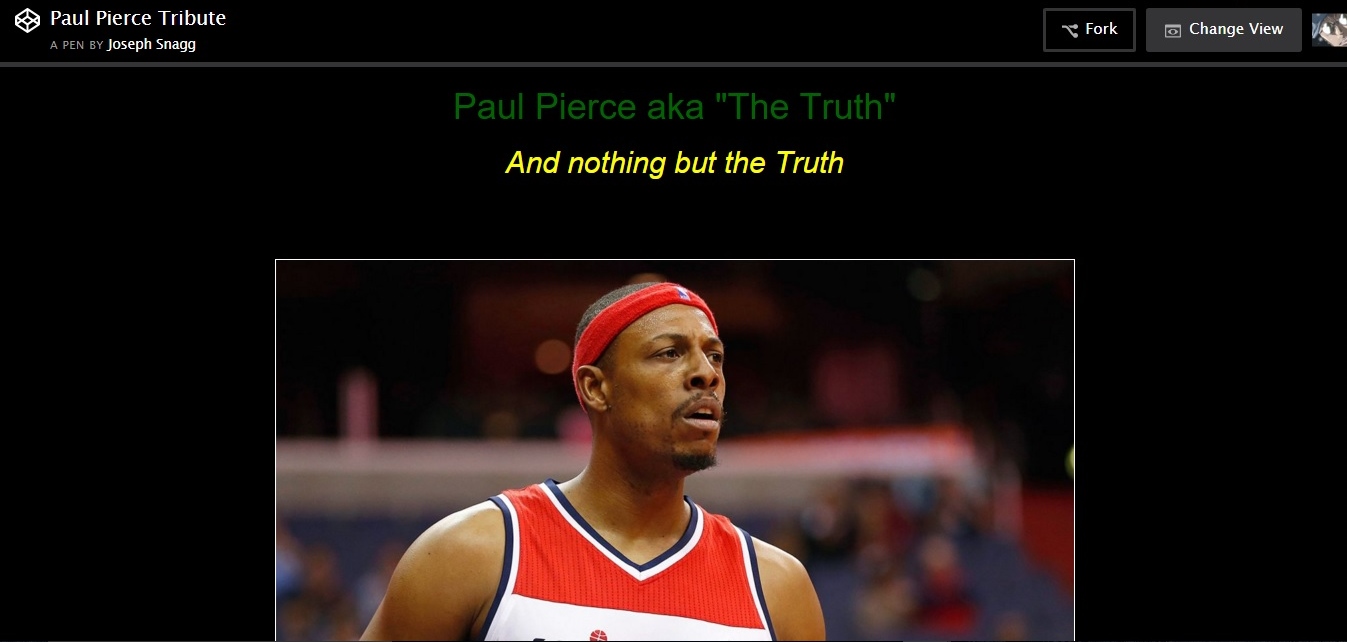 Paul Pierce Tribute
A PEN BY Joseph Snagg
Fork
Change View
Paul Pierce aka "The Truth"
And nothing but the Truth